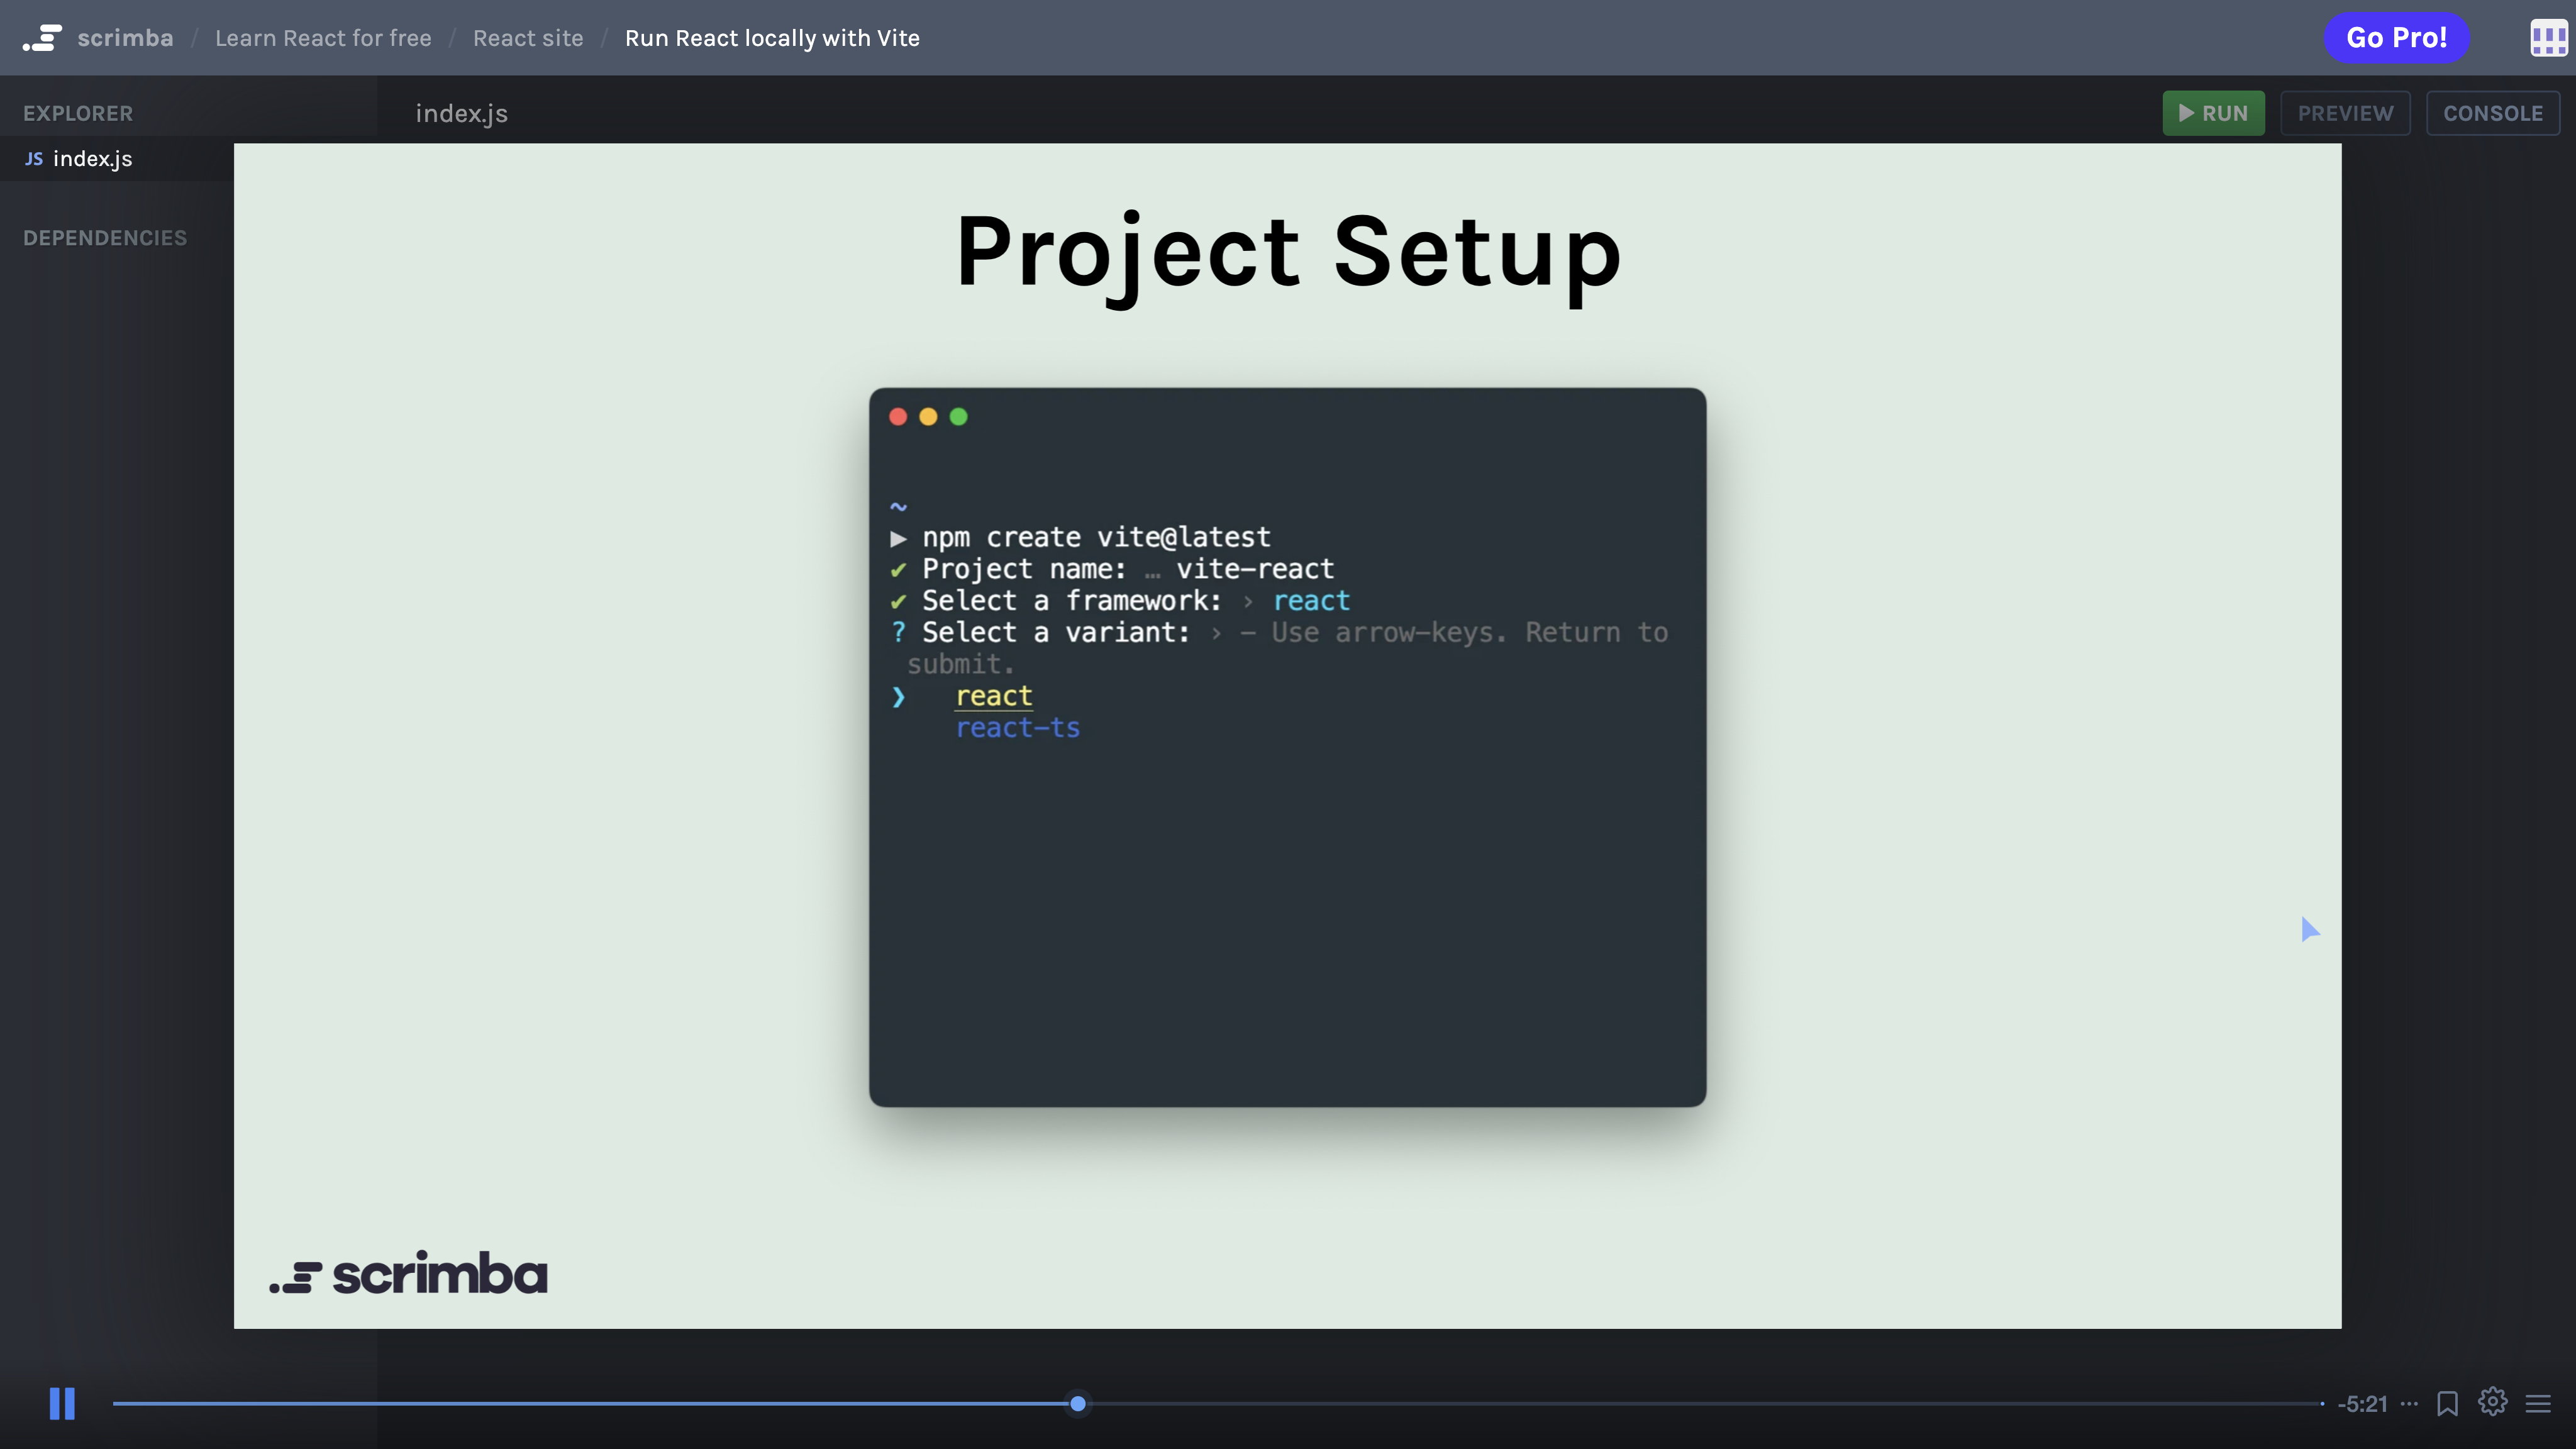 scrimba / Learn React for free / React site / Run React locally with Vite
Go Pro!
EXPLORER
index.js
RUN
PREVIEW
CONSOLE
JS index.js
DEPENDENCIES
Project Setup
~
▶ npm create vite@latest
✔ Project name: … vite-react
✔ Select a framework: › react
? Select a variant: › - Use arrow-keys. Return to
submit.
❯ react
react-ts
scrimba
-5:21